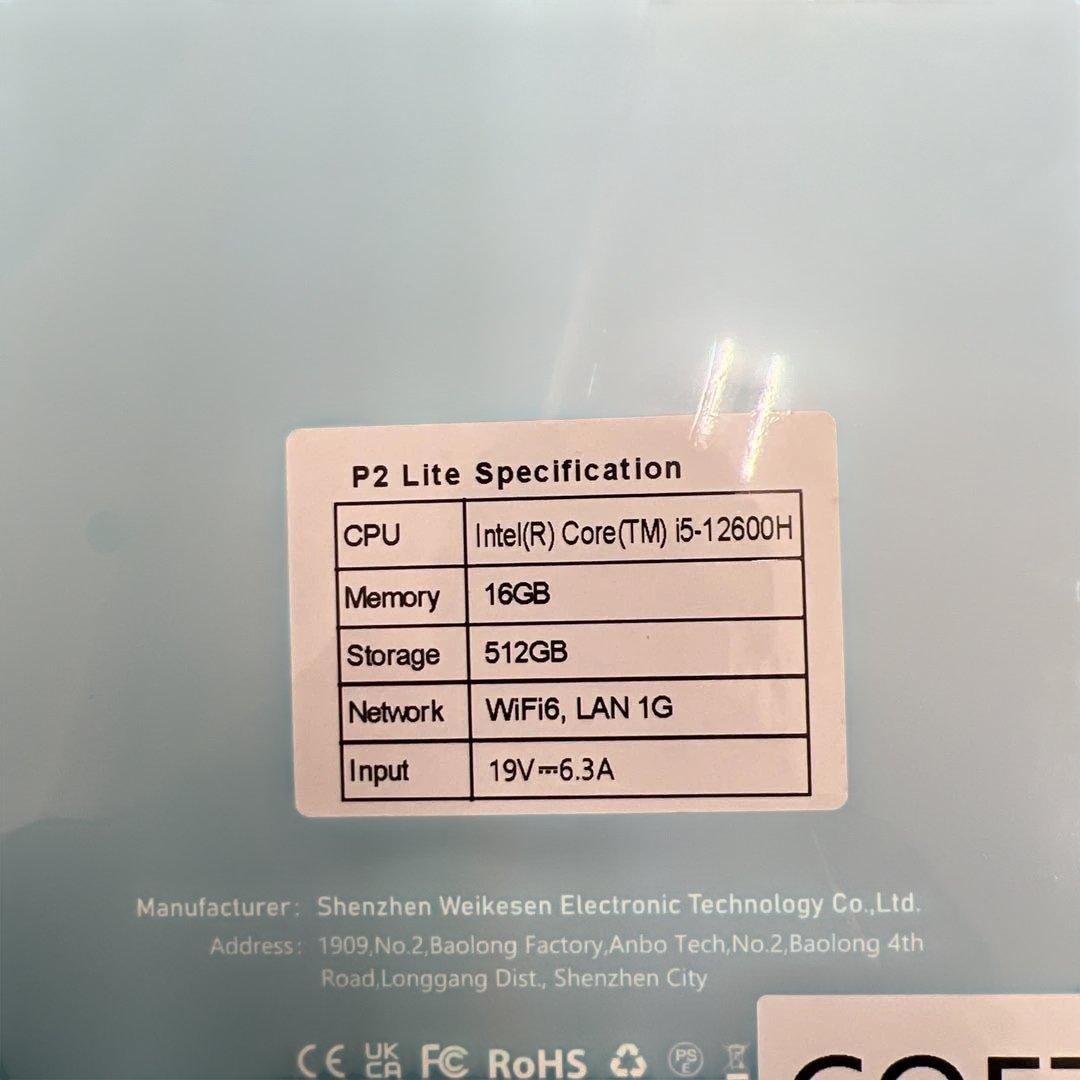 P2 Lite Specification
CPU Intel(R) Core(TM) i5-12600H
Memory 16GB
Storage 512GB
Network WiFi6, LAN 1G
Input 19V⎓6.3A
Manufacturer: Shenzhen Weikesen Electronic Technology Co.,Ltd.
Address: 1909,No.2,Baolong Factory,Anbo Tech,No.2,Baolong 4th
Road,Longgang Dist., Shenzhen City
CE UK CA FC RoHS PS E